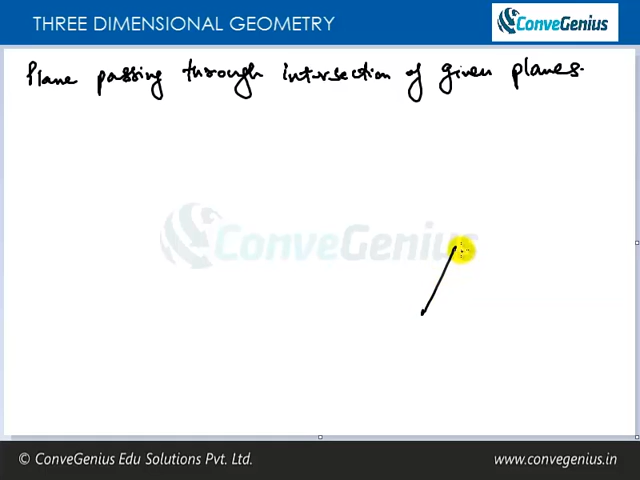 THREE DIMENSIONAL GEOMETRY
ConveGenius
Plane passing through intersection of given planes.
ConveGenius
© ConveGenius Edu Solutions Pvt. Ltd.
www.convegenius.in